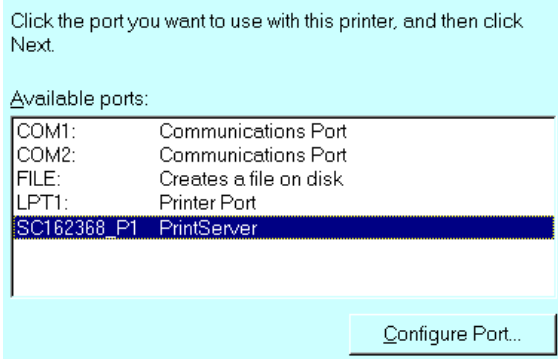 Click the port you want to use with this printer, and then click
Next.
Available ports:
COM1: Communications Port
COM2: Communications Port
FILE: Creates a file on disk
LPT1: Printer Port
SC162368_P1 PrintServer
Configure Port...